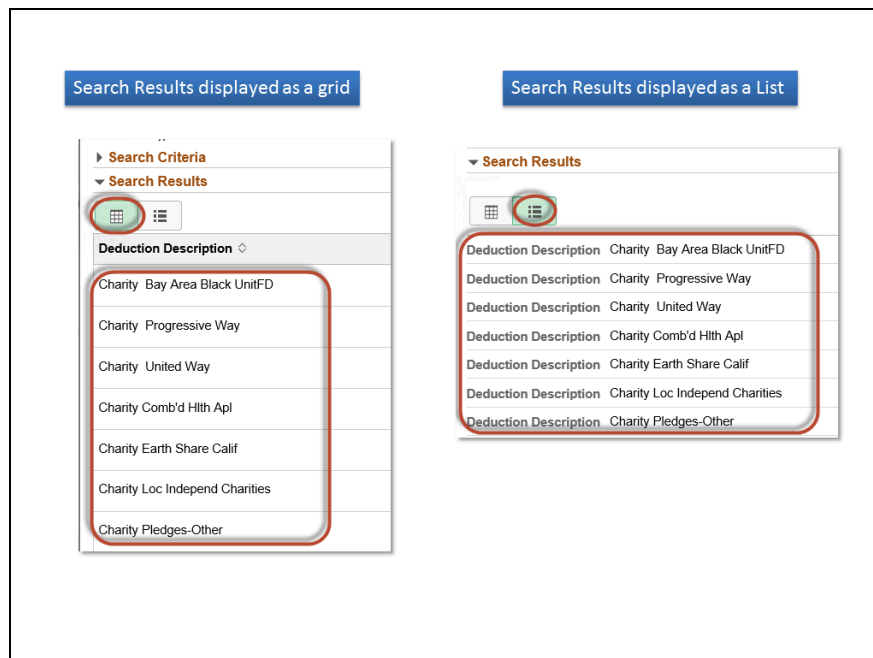 Search Results displayed as a grid
Search Criteria
Search Results
Deduction Description
Charity Bay Area Black UnitFD
Charity Progressive Way
Charity United Way
Charity Comb'd Hlth Apl
Charity Earth Share Calif
Charity Loc Independ Charities
Charity Pledges-Other
Search Results displayed as a List
Search Results
Deduction Description Charity Bay Area Black UnitFD
Deduction Description Charity Progressive Way
Deduction Description Charity United Way
Deduction Description Charity Comb'd Hlth Apl
Deduction Description Charity Earth Share Calif
Deduction Description Charity Loc Independ Charities
Deduction Description Charity Pledges-Other